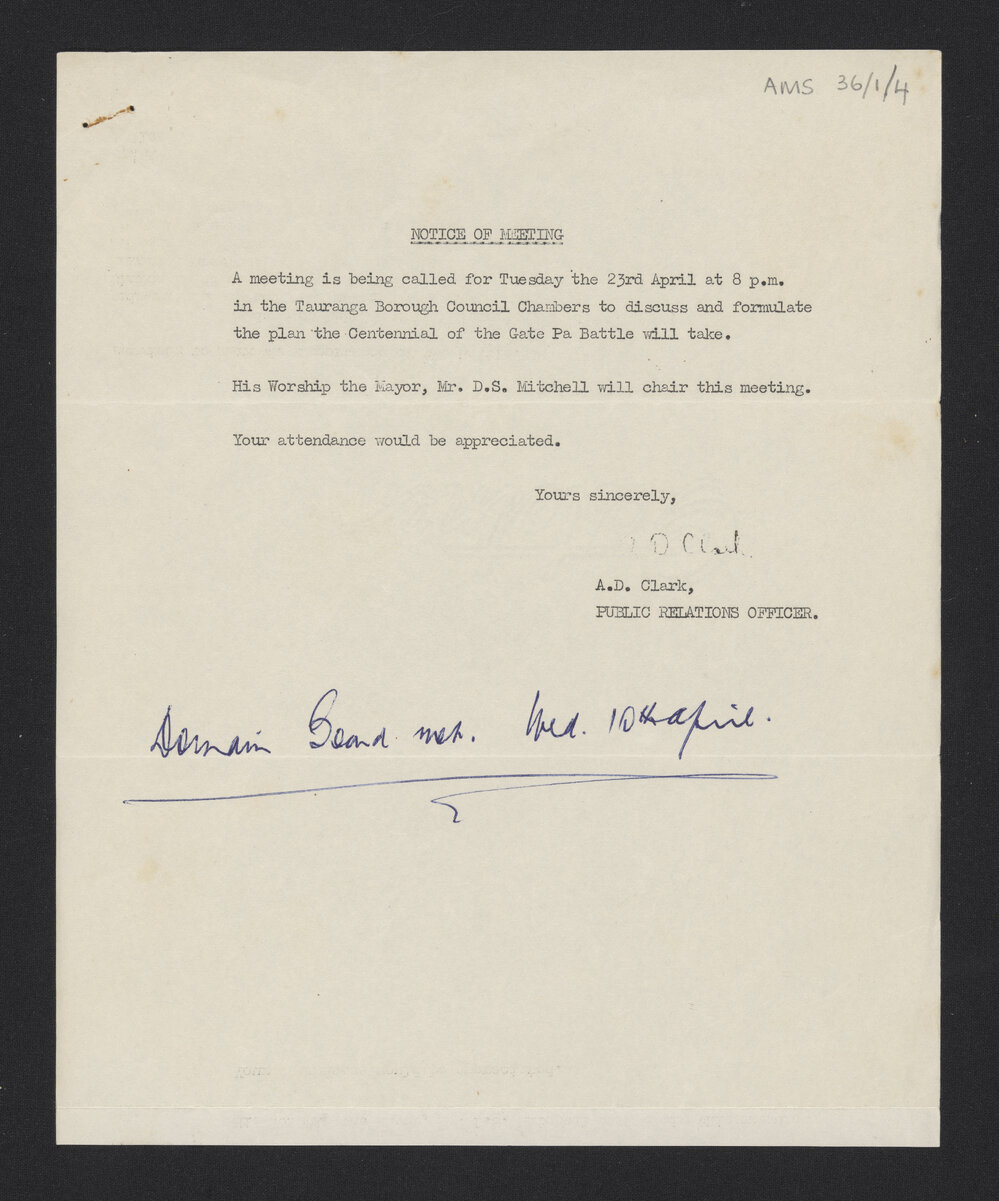 AMS 36/1/4
NOTICE OF MEETING
A meeting is being called for Tuesday the 23rd April at 8 p.m.
in the Tauranga Borough Council Chambers to discuss and formulate
the plan the Centennial of the Gate Pa Battle will take.
His Worship the Mayor, Mr. D.S. Mitchell will chair this meeting.
Your attendance would be appreciated.
Yours sincerely,
D Clark.
A.D. Clark,
PUBLIC RELATIONS OFFICER.
Domain Board met. Wed. 10th April.